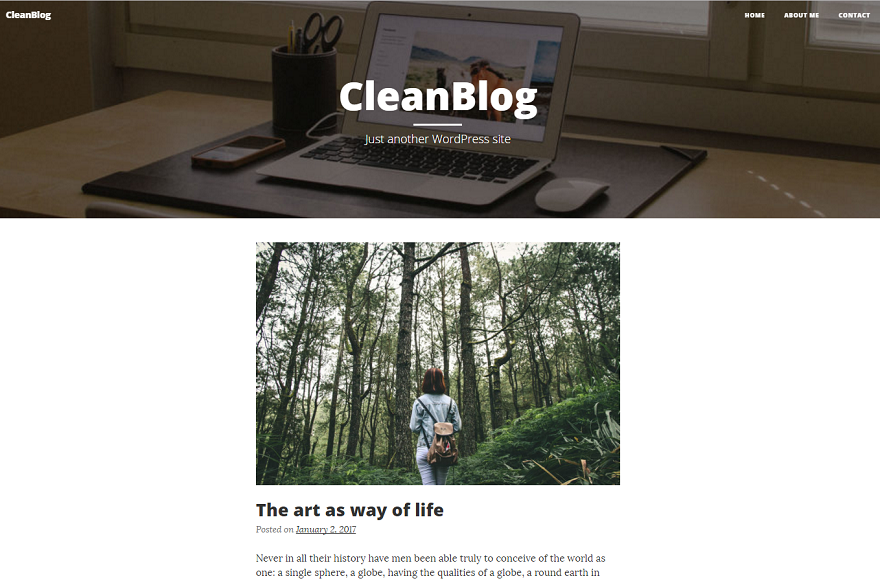 CleanBlog
HOME ABOUT ME CONTACT
CleanBlog
Just another WordPress site
The art as way of life
Posted on January 2, 2017
Never in all their history have men been able truly to conceive of the world as
one: a single sphere, a globe, having the qualities of a globe, a round earth in